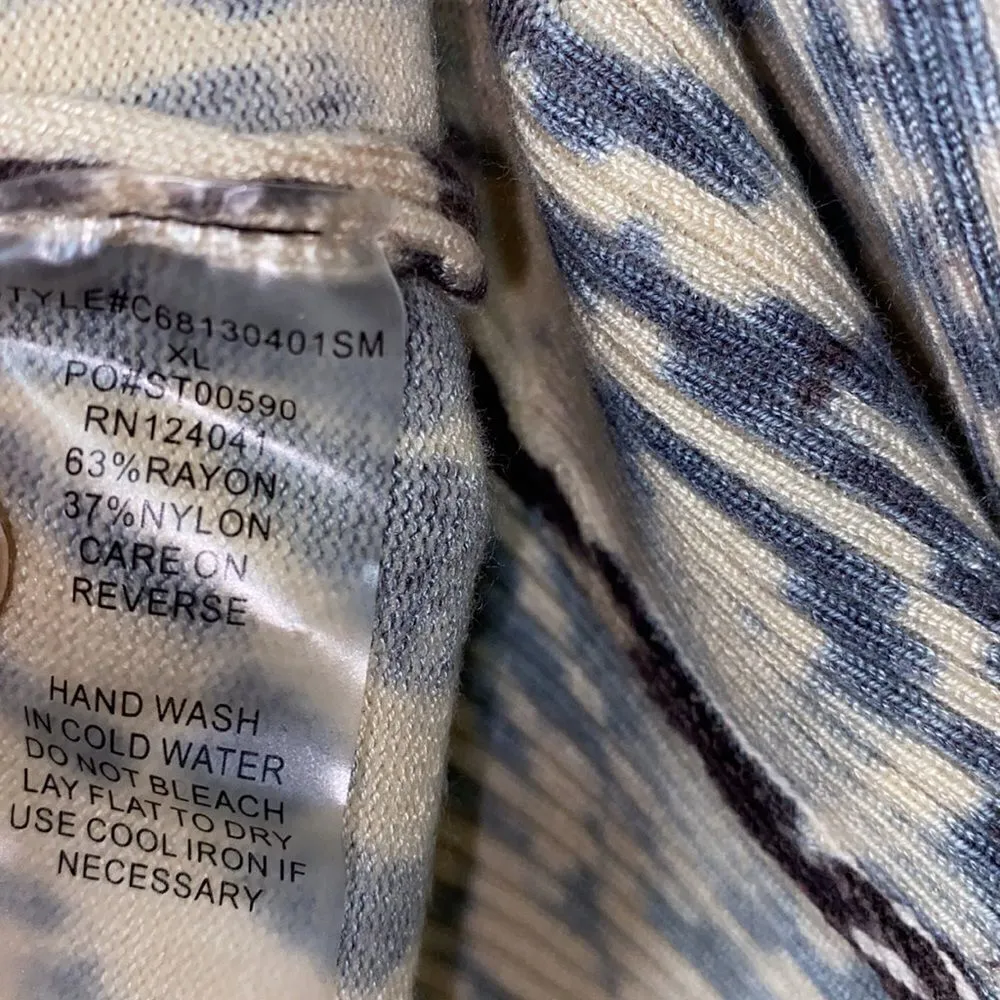 STYLE#C68130401SM
XL
PO#ST00590
RN124041
63%RAYON
37%NYLON
CARE ON
REVERSE
HAND WASH
IN COLD WATER
DO NOT BLEACH
LAY FLAT TO DRY
USE COOL IRON IF
NECESSARY